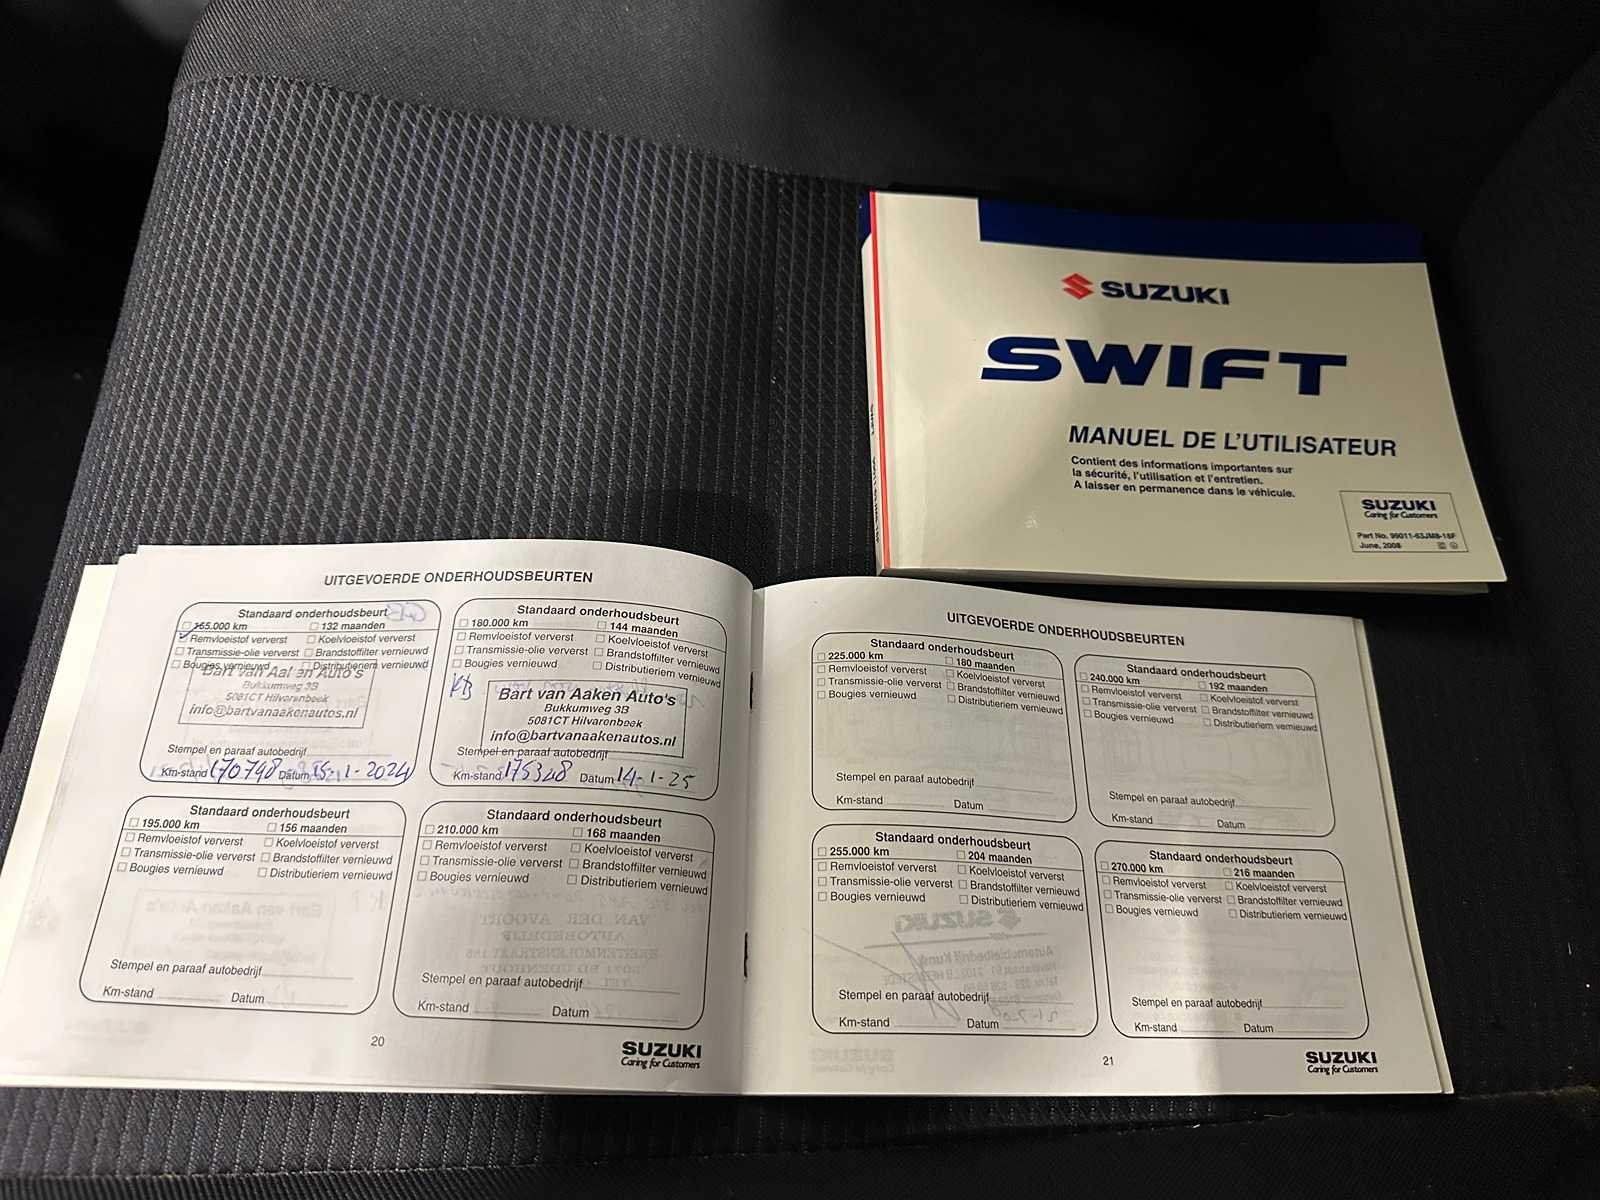 SUZUKI
SWIFT
MANUEL DE L'UTILISATEUR
Contient des informations importantes sur
la sécurité, l'utilisation et l'entretien.
A laisser en permanence dans le véhicule.
SUZUKI
Caring for Customers
Part No. 99011-63JM8-18F
June, 2008
UITGEVOERDE ONDERHOUDSBEURTEN
Standaard onderhoudsbeurt
165.000 km 132 maanden
Remvloeistof ververst Koelvloeistof ververst
Transmissie-olie ververst Brandstoffilter vernieuwd
Bougies vernieuwd Distributieriem vernieuwd
Bart van Aaken Auto's
Bukkumweg 3B
5081CT Hilvarenbeek
info@bartvanaakenautos.nl
Stempel en paraaf autobedrijf
Km-stand 170748 Datum 15-1-2024
Standaard onderhoudsbeurt
180.000 km 144 maanden
Remvloeistof ververst Koelvloeistof ververst
Transmissie-olie ververst Brandstoffilter vernieuwd
Bougies vernieuwd Distributieriem vernieuwd
Bart van Aaken Auto's
Bukkumweg 3B
5081CT Hilvarenbeek
info@bartvanaakenautos.nl
Stempel en paraaf autobedrijf
Km-stand 175348 Datum 14-1-25
Standaard onderhoudsbeurt
195.000 km 156 maanden
Remvloeistof ververst Koelvloeistof ververst
Transmissie-olie ververst Brandstoffilter vernieuwd
Bougies vernieuwd Distributieriem vernieuwd
Stempel en paraaf autobedrijf
Km-stand Datum
Standaard onderhoudsbeurt
210.000 km 168 maanden
Remvloeistof ververst Koelvloeistof ververst
Transmissie-olie ververst Brandstoffilter vernieuwd
Bougies vernieuwd Distributieriem vernieuwd
Stempel en paraaf autobedrijf
Km-stand Datum
20
SUZUKI
Caring for Customers
UITGEVOERDE ONDERHOUDSBEURTEN
Standaard onderhoudsbeurt
225.000 km 180 maanden
Remvloeistof ververst Koelvloeistof ververst
Transmissie-olie ververst Brandstoffilter vernieuwd
Bougies vernieuwd Distributieriem vernieuwd
Stempel en paraaf autobedrijf
Km-stand Datum
Standaard onderhoudsbeurt
240.000 km 192 maanden
Remvloeistof ververst Koelvloeistof ververst
Transmissie-olie ververst Brandstoffilter vernieuwd
Bougies vernieuwd Distributieriem vernieuwd
Stempel en paraaf autobedrijf
Km-stand Datum
Standaard onderhoudsbeurt
255.000 km 204 maanden
Remvloeistof ververst Koelvloeistof ververst
Transmissie-olie ververst Brandstoffilter vernieuwd
Bougies vernieuwd Distributieriem vernieuwd
Stempel en paraaf autobedrijf
Km-stand Datum
Standaard onderhoudsbeurt
270.000 km 216 maanden
Remvloeistof ververst Koelvloeistof ververst
Transmissie-olie ververst Brandstoffilter vernieuwd
Bougies vernieuwd Distributieriem vernieuwd
Stempel en paraaf autobedrijf
Km-stand Datum
21
SUZUKI
Caring for Customers